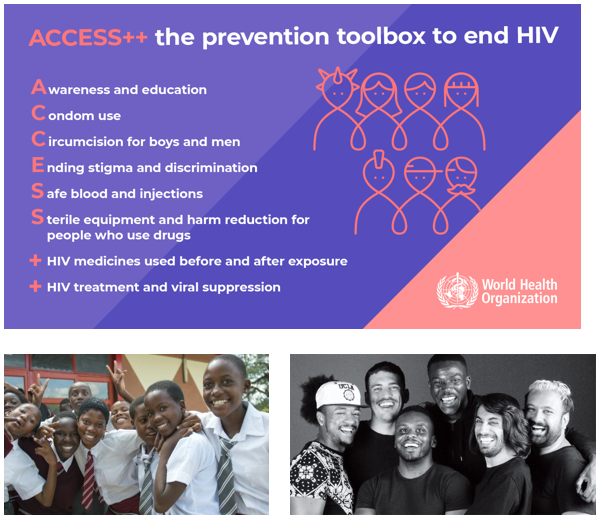 ACCESS++ the prevention toolbox to end HIV
Awareness and education
Condom use
Circumcision for boys and men
Ending stigma and discrimination
Safe blood and injections
Sterile equipment and harm reduction for
people who use drugs
+ HIV medicines used before and after exposure
+ HIV treatment and viral suppression
World Health
Organization
UCLA